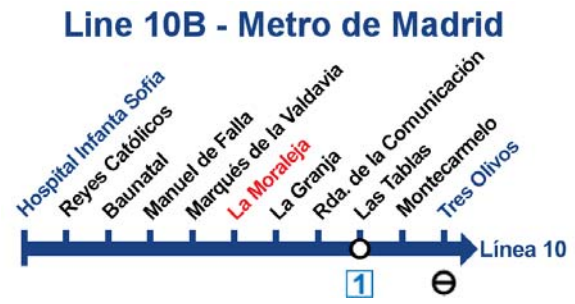 Line 10B - Metro de Madrid
Hospital Infanta Sofía
Reyes Católicos
Baunatal
Manuel de Falla
Marqués de la Valdavia
La Moraleja
La Granja
Rda. de la Comunicación
Las Tablas
Montecarmelo
Tres Olivos
Línea 10
1